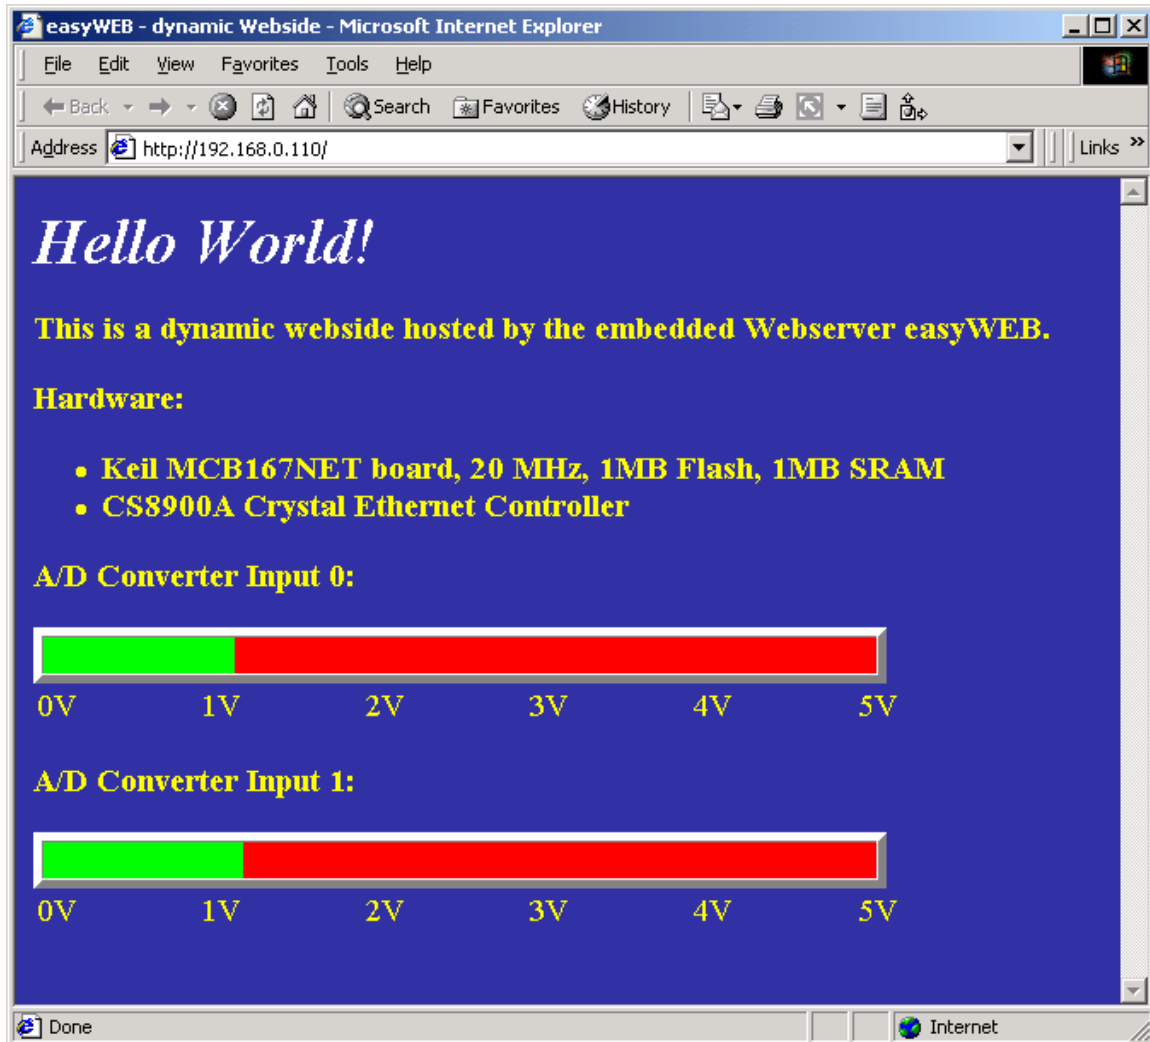 easyWEB - dynamic Webside - Microsoft Internet Explorer
File Edit View Favorites Tools Help
Back Search Favorites History
Address http://192.168.0.110/ Links »
Hello World!
This is a dynamic webside hosted by the embedded Webserver easyWEB.
Hardware:
• Keil MCB167NET board, 20 MHz, 1MB Flash, 1MB SRAM
• CS8900A Crystal Ethernet Controller
A/D Converter Input 0:
0V 1V 2V 3V 4V 5V
A/D Converter Input 1:
0V 1V 2V 3V 4V 5V
Done Internet